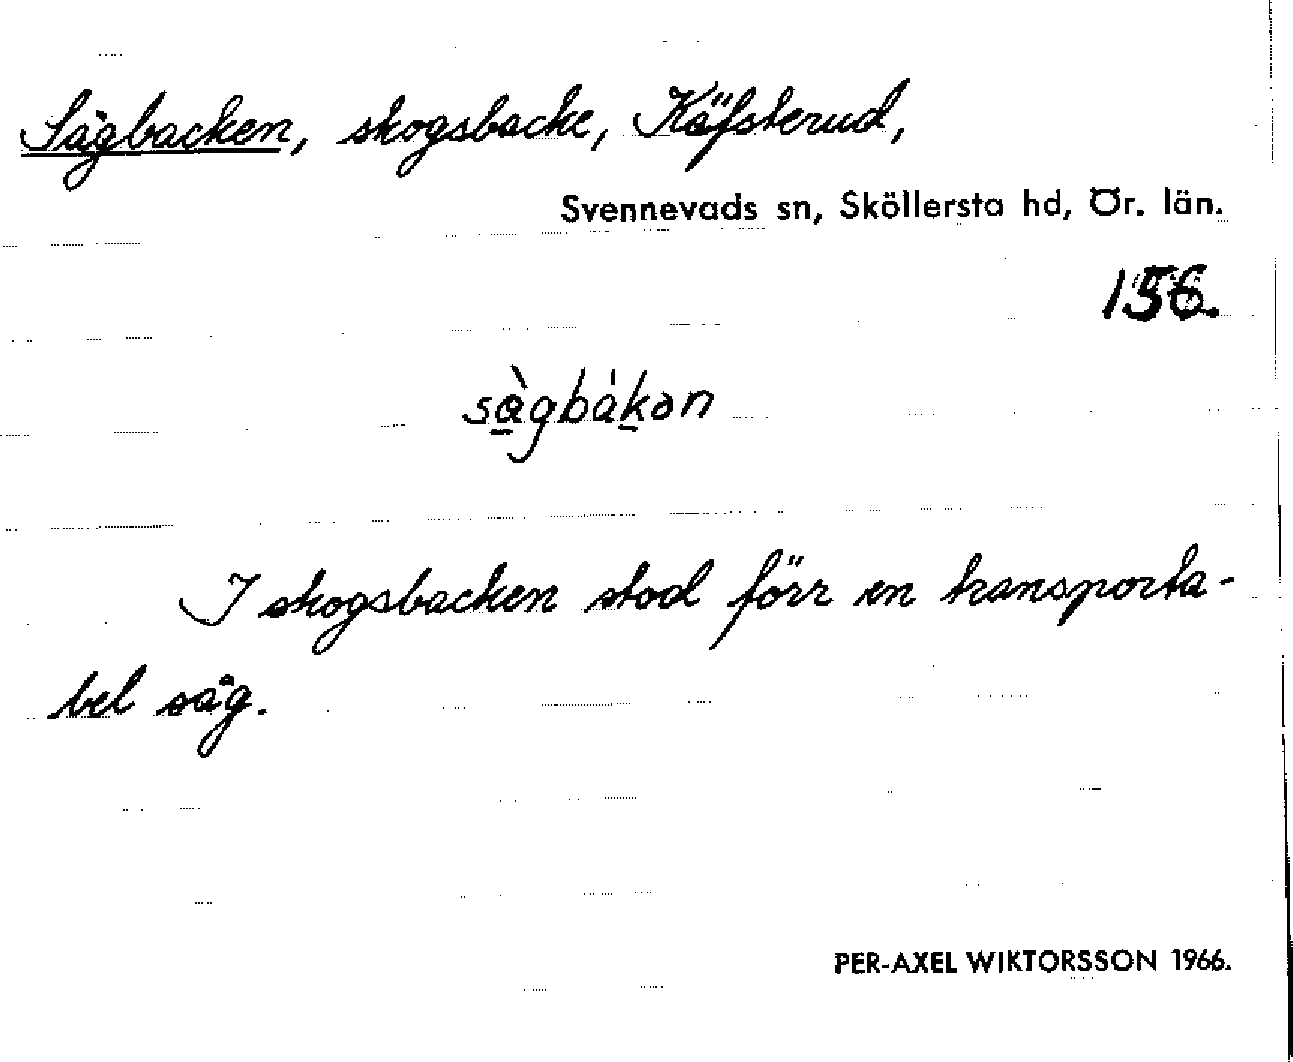 Sågbacken, skogsbacke, Käfsterud,
Svennevads sn, Sköllersta hd, Ör. län.
156.
sàgbákan
I skogsbacken stod förr en transporta-
bel såg.
PER-AXEL WIKTORSSON 1966.